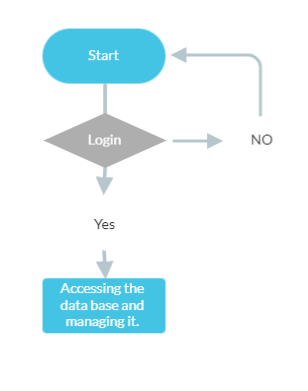 Start
Login
NO
Yes
Accessing the
data base and
managing it.